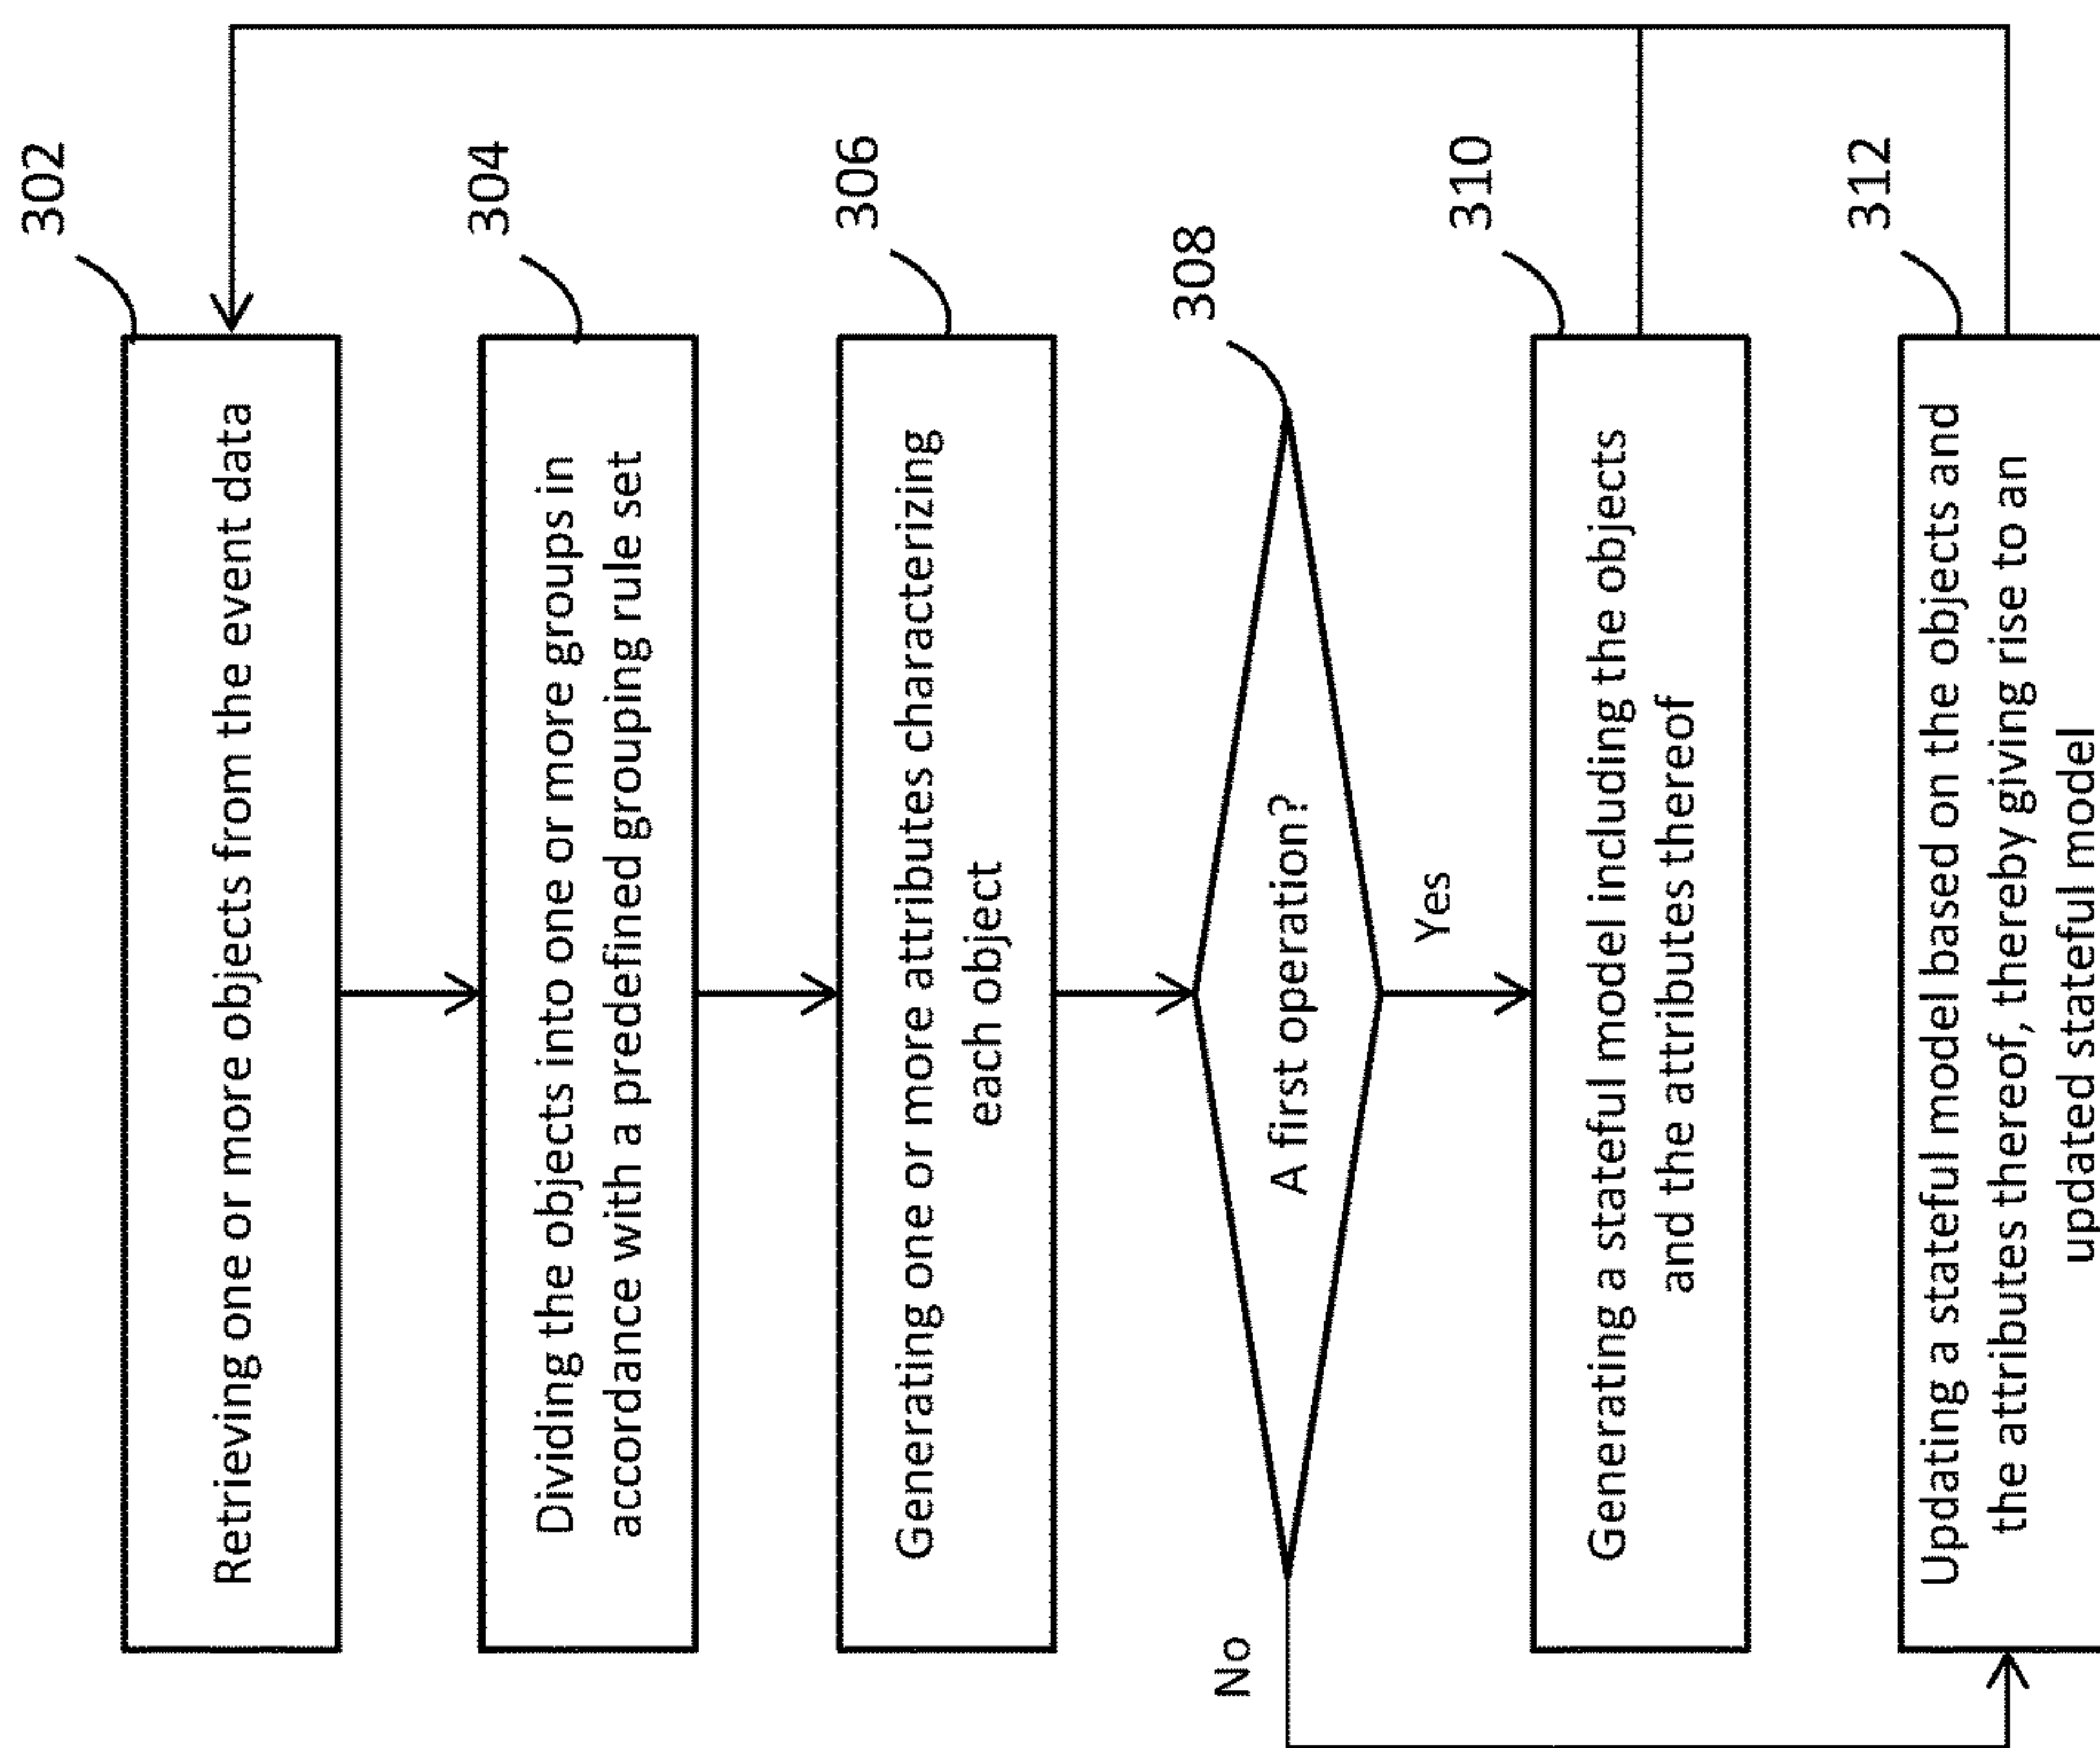 302
Retrieving one or more objects from the event data
304
Dividing the objects into one or more groups in
accordance with a predefined grouping rule set
306
Generating one or more attributes characterizing
each object
308
A first operation?
No
Yes
310
Generating a stateful model including the objects
and the attributes thereof
312
Updating a stateful model based on the objects and
the attributes thereof, thereby giving rise to an
updated stateful model